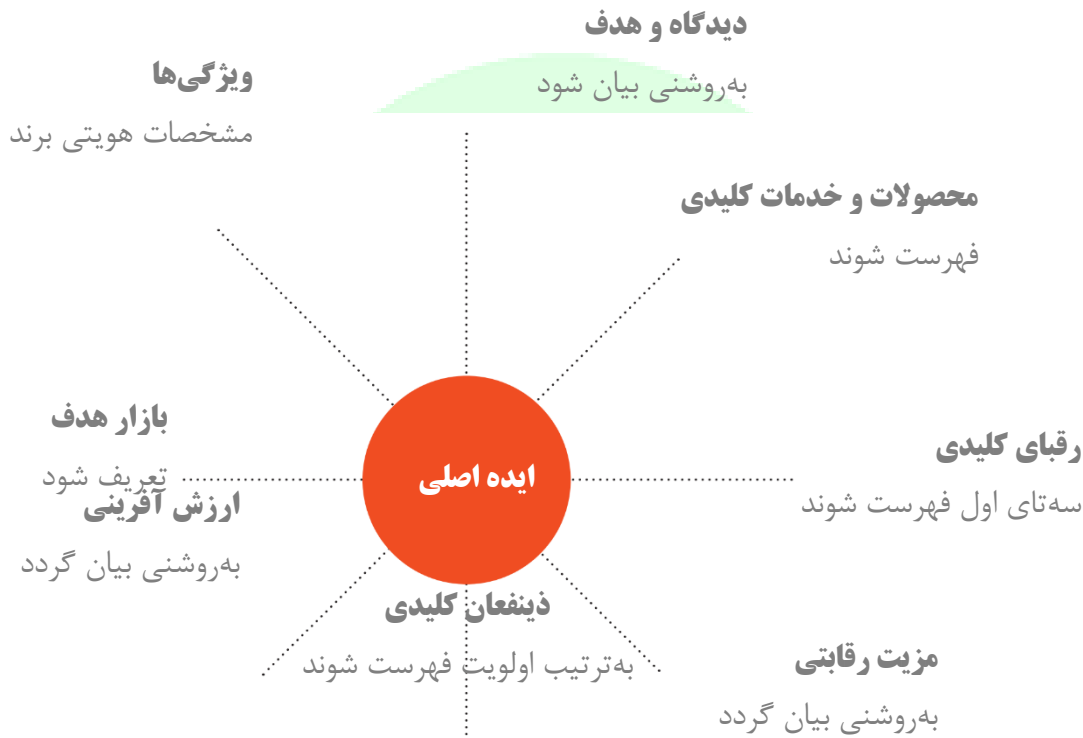 دیدگاه و هدف
به‌روشنی بیان شود
ویژگی‌ها
مشخصات هویتی برند
محصولات و خدمات کلیدی
فهرست شوند
بازار هدف
تعریف شود
رقبای کلیدی
سه‌تای اول فهرست شوند
ایده اصلی
ارزش آفرینی
به‌روشنی بیان گردد
ذینفعان کلیدی
به‌ترتیب اولویت فهرست شوند
مزیت رقابتی
به‌روشنی بیان گردد